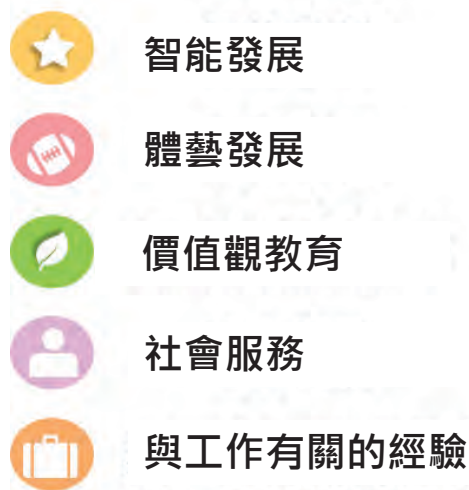 智能發展
體藝發展
價值觀教育
社會服務
與工作有關的經驗